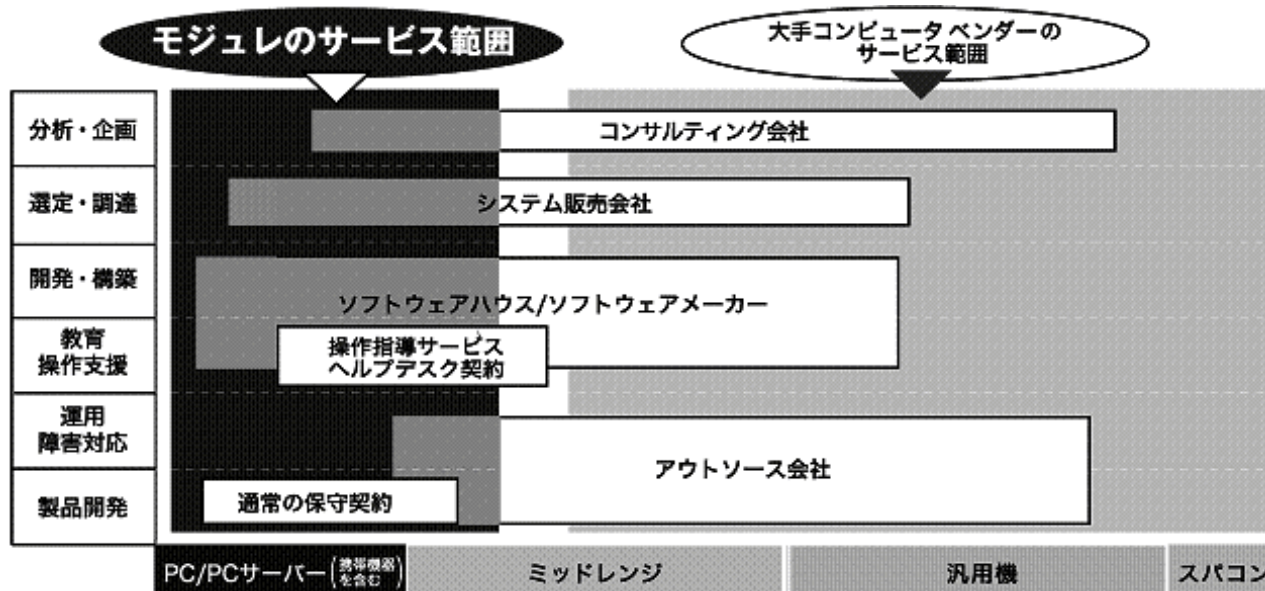 モジュレのサービス範囲
大手コンピュータ ベンダーの
サービス範囲
分析・企画
コンサルティング会社
選定・調達
システム販売会社
開発・構築
ソフトウェアハウス/ソフトウェアメーカー
教育
操作支援
操作指導サービス
ヘルプデスク契約
運用
障害対応
アウトソース会社
製品開発
通常の保守契約
PC/PCサーバー(携帯機器を含む)
ミッドレンジ
汎用機
スパコン